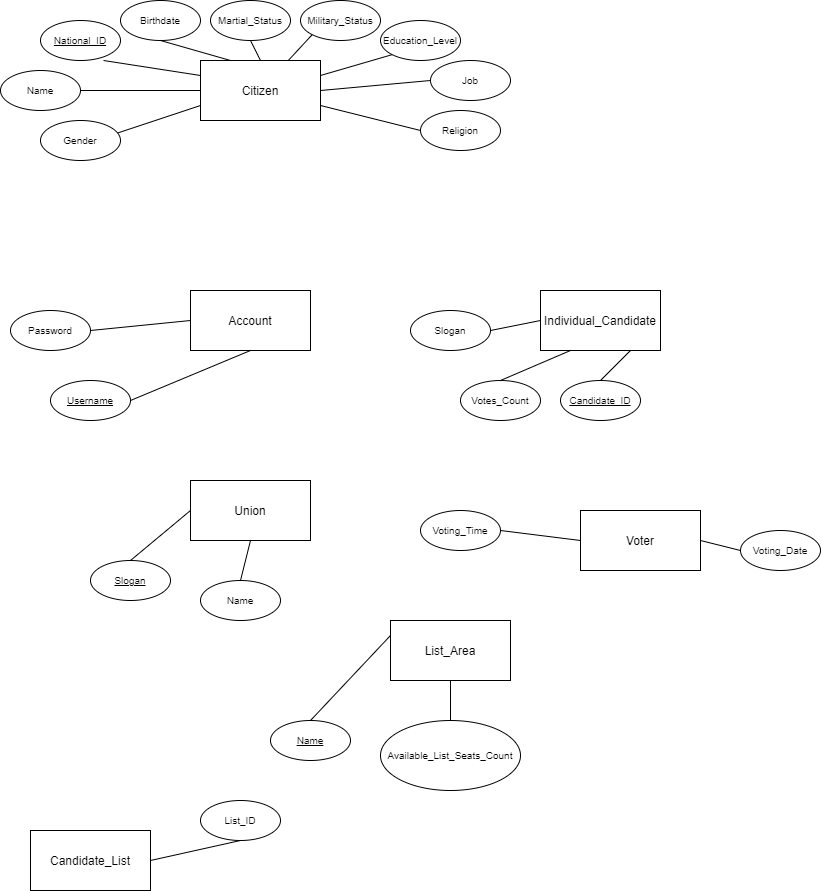 Birthdate
Martial_Status
Military_Status
National_ID
Education_Level
Name
Citizen
Job
Gender
Religion
Password
Account
Username
Slogan
Individual_Candidate
Votes_Count
Candidate_ID
Union
Slogan
Name
Voting_Time
Voter
Voting_Date
List_Area
Name
Available_List_Seats_Count
List_ID
Candidate_List